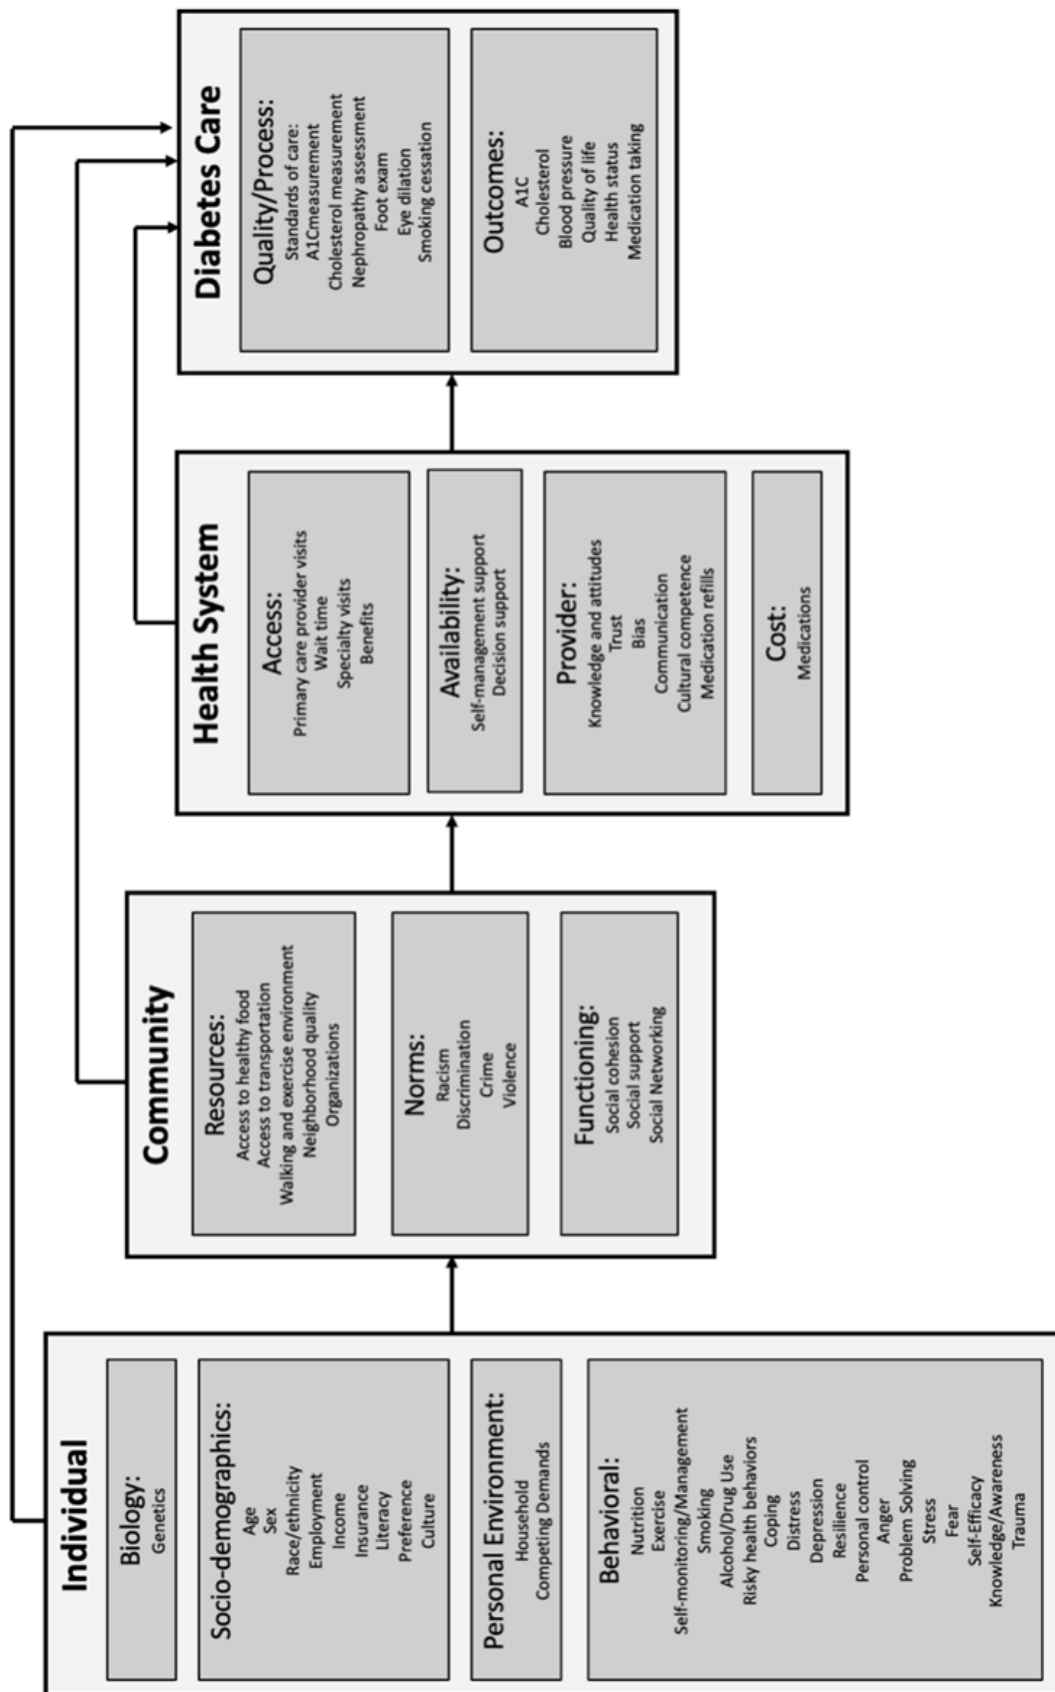 Individual
Biology:
Genetics
Socio-demographics:
Age
Sex
Race/ethnicity
Employment
Income
Insurance
Literacy
Preference
Culture
Personal Environment:
Household
Competing Demands
Behavioral:
Nutrition
Exercise
Self-monitoring/Management
Smoking
Alcohol/Drug Use
Risky health behaviors
Coping
Distress
Depression
Resilience
Personal control
Anger
Problem Solving
Stress
Fear
Self-Efficacy
Knowledge/Awareness
Trauma
Community
Resources:
Access to healthy food
Access to transportation
Walking and exercise environment
Neighborhood quality
Organizations
Norms:
Racism
Discrimination
Crime
Violence
Functioning:
Social cohesion
Social support
Social Networking
Health System
Access:
Primary care provider visits
Wait time
Specialty visits
Benefits
Availability:
Self-management support
Decision support
Provider:
Knowledge and attitudes
Trust
Bias
Communication
Cultural competence
Medication refills
Cost:
Medications
Diabetes Care
Quality/Process:
Standards of care:
A1Cmeasurement
Cholesterol measurement
Nephropathy assessment
Foot exam
Eye dilation
Smoking cessation
Outcomes:
A1C
Cholesterol
Blood pressure
Quality of life
Health status
Medication taking